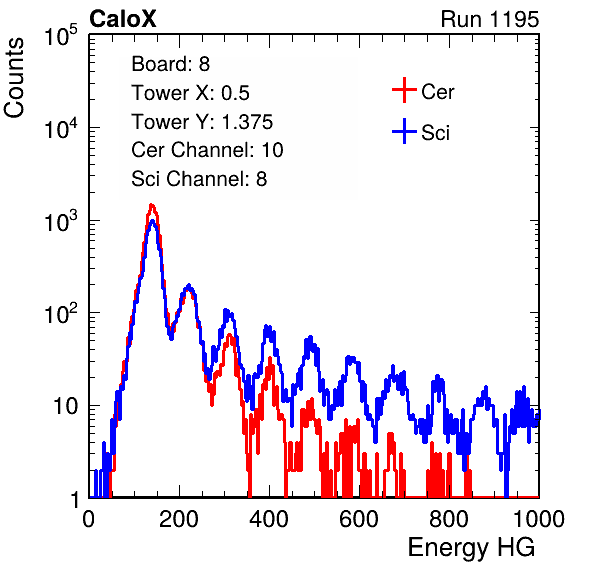 CaloX Run 1195
Counts
10^5
10^4
10^3
10^2
10
1
Board: 8
Tower X: 0.5
Tower Y: 1.375
Cer Channel: 10
Sci Channel: 8
Cer
Sci
0 200 400 600 800 1000
Energy HG